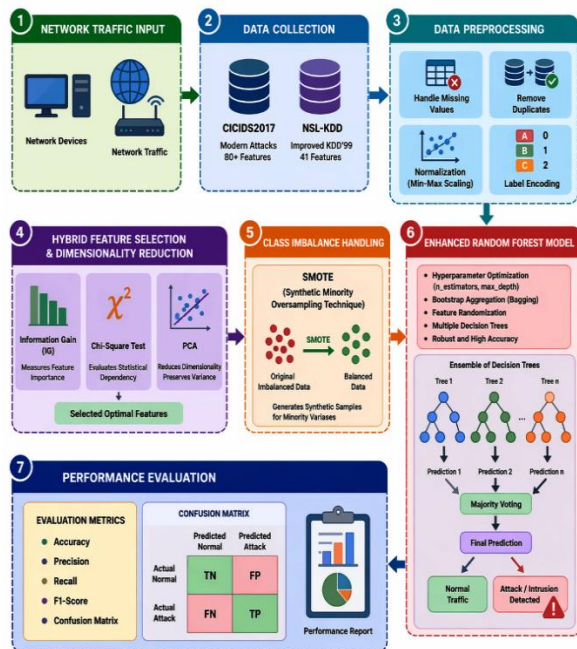 1
NETWORK TRAFFIC INPUT
Network Devices
Network Traffic
2
DATA COLLECTION
CICIDS2017
Modern Attacks
80+ Features
NSL-KDD
Improved KDD'99
41 Features
3
DATA PREPROCESSING
Handle Missing
Values
Remove
Duplicates
Normalization
(Min-Max Scaling)
A 0
B 1
C 2
Label Encoding
4
HYBRID FEATURE SELECTION
& DIMENSIONALITY REDUCTION
Information Gain
(IG)
Measures Feature
Importance
χ²
Chi-Square Test
Evaluates Statistical
Dependency
PCA
Reduces Dimensionality
Preserves Variance
Selected Optimal Features
5
CLASS IMBALANCE HANDLING
SMOTE
(Synthetic Minority
Oversampling Technique)
SMOTE
Original
Imbalanced Data
Balanced
Data
Generates Synthetic Samples
for Minority Variases
6
ENHANCED RANDOM FOREST MODEL
• Hyperparameter Optimization
(n_estimators, max_depth)
• Bootstrap Aggregation (Bagging)
• Feature Randomization
• Multiple Decision Trees
• Robust and High Accuracy
Ensemble of Decision Trees
Tree 1 Tree 2 Tree n
...
Prediction 1 Prediction 2 Prediction n
Majority Voting
Final Prediction
Normal
Traffic
Attack / Intrusion
Detected
!
7
PERFORMANCE EVALUATION
EVALUATION METRICS
• Accuracy
• Precision
• Recall
• F1-Score
• Confusion Matrix
CONFUSION MATRIX
Predicted
Normal
Predicted
Attack
Actual
Normal
TN FP
Actual
Attack
FN TP
Performance Report